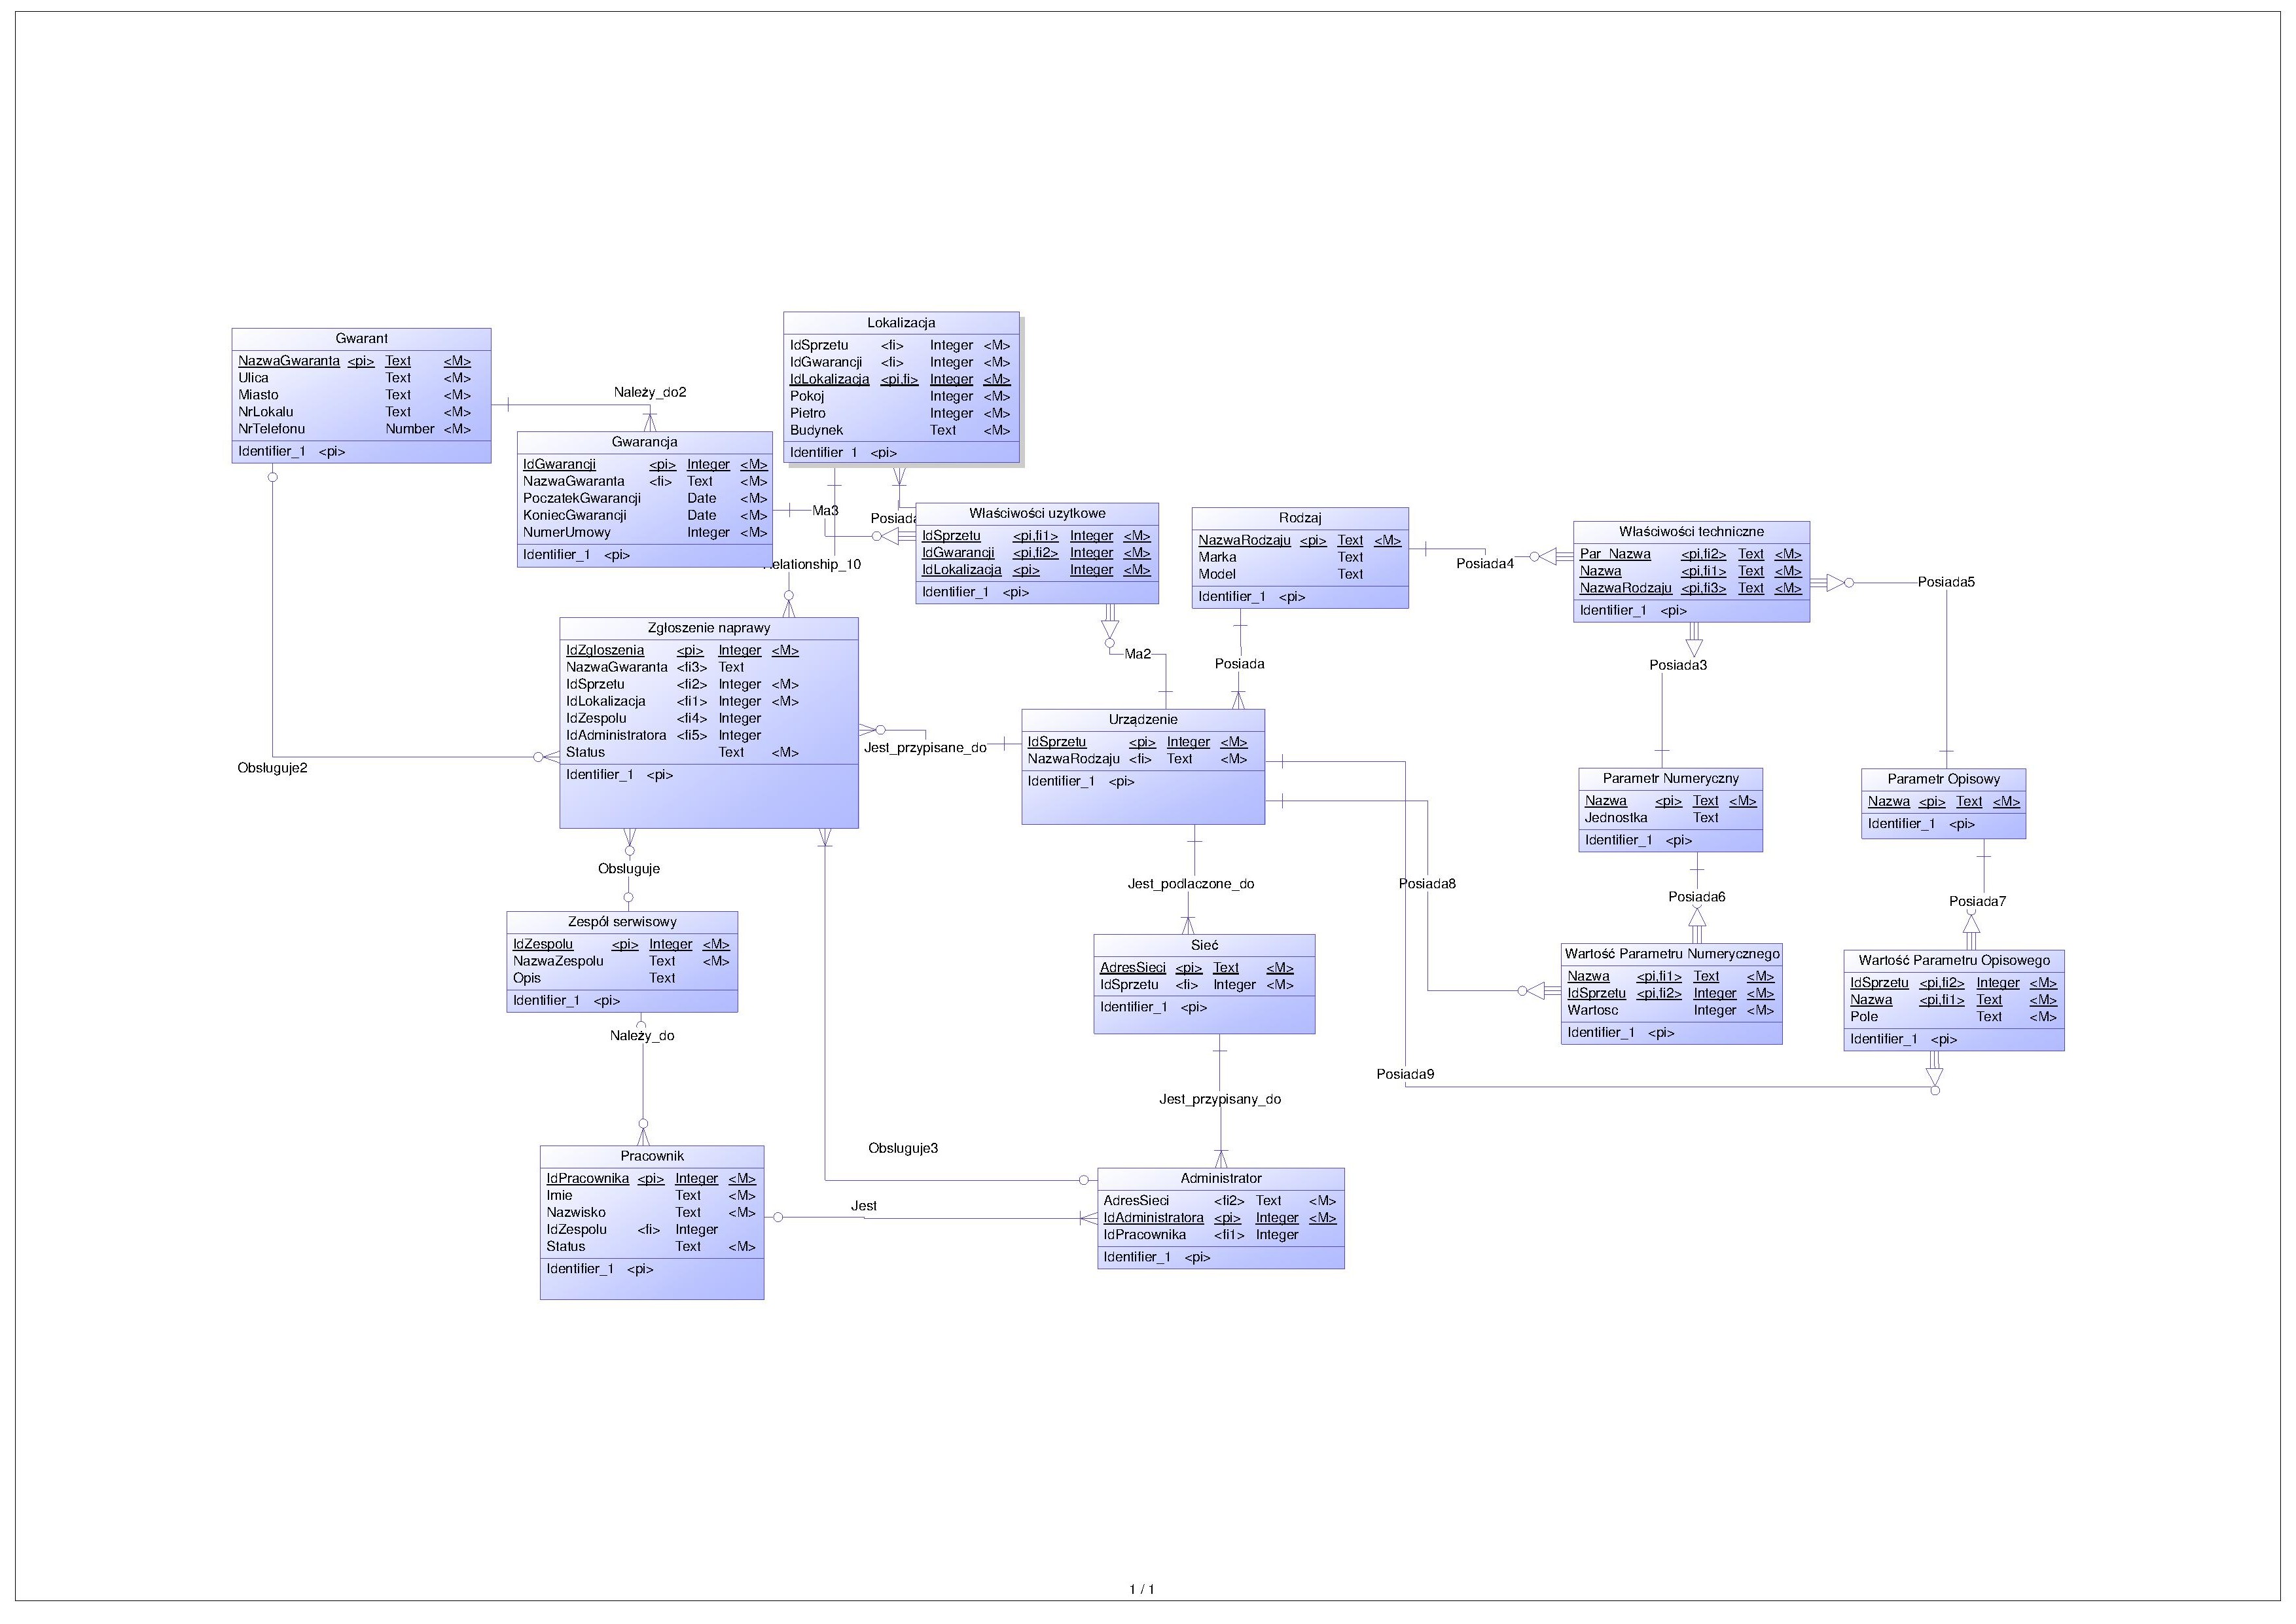 Gwarant
NazwaGwaranta <pi> Text <M>
Ulica Text <M>
Miasto Text <M>
NrLokalu Text <M>
NrTelefonu Number <M>
Identifier_1 <pi>
Należy_do2
Gwarancja
IdGwarancji <pi> Integer <M>
NazwaGwaranta <fi> Text <M>
PoczatekGwarancji Date <M>
KoniecGwarancji Date <M>
NumerUmowy Integer <M>
Identifier_1 <pi>
Lokalizacja
IdSprzetu <fi> Integer <M>
IdGwarancji <fi> Integer <M>
IdLokalizacja <pi,fi> Integer <M>
Pokoj Integer <M>
Pietro Integer <M>
Budynek Text <M>
Identifier_1 <pi>
Ma3
Posiada
Relationship_10
Właściwości uzytkowe
IdSprzetu <pi,fi1> Integer <M>
IdGwarancji <pi,fi2> Integer <M>
IdLokalizacja <pi> Integer <M>
Identifier_1 <pi>
Rodzaj
NazwaRodzaju <pi> Text <M>
Marka Text
Model Text
Identifier_1 <pi>
Posiada4
Właściwości techniczne
Par_Nazwa <pi,fi2> Text <M>
Nazwa <pi,fi1> Text <M>
NazwaRodzaju <pi,fi3> Text <M>
Identifier_1 <pi>
Posiada5
Zgłoszenie naprawy
IdZgloszenia <pi> Integer <M>
NazwaGwaranta <fi3> Text
IdSprzetu <fi2> Integer <M>
IdLokalizacja <fi1> Integer <M>
IdZespolu <fi4> Integer
IdAdministratora <fi5> Integer
Status Text <M>
Identifier_1 <pi>
Ma2
Posiada
Posiada3
Obsluguje2
Jest_przypisane_do
Urządzenie
IdSprzetu <pi> Integer <M>
NazwaRodzaju <fi> Text <M>
Identifier_1 <pi>
Parametr Numeryczny
Nazwa <pi> Text <M>
Jednostka Text
Identifier_1 <pi>
Parametr Opisowy
Nazwa <pi> Text <M>
Identifier_1 <pi>
Obsluguje
Jest_podlaczone_do
Posiada8
Posiada6
Posiada7
Zespół serwisowy
IdZespolu <pi> Integer <M>
NazwaZespolu Text <M>
Opis Text
Identifier_1 <pi>
Sieć
AdresSieci <pi> Text <M>
IdSprzetu <fi> Integer <M>
Identifier_1 <pi>
Wartość Parametru Numerycznego
Nazwa <pi,fi1> Text <M>
IdSprzetu <pi,fi2> Integer <M>
Wartosc Integer <M>
Identifier_1 <pi>
Wartość Parametru Opisowego
IdSprzetu <pi,fi2> Integer <M>
Nazwa <pi,fi1> Text <M>
Pole Text <M>
Identifier_1 <pi>
Należy_do
Posiada9
Jest_przypisany_do
Obsluguje3
Pracownik
IdPracownika <pi> Integer <M>
Imie Text <M>
Nazwisko Text <M>
IdZespolu <fi> Integer
Status Text <M>
Identifier_1 <pi>
Jest
Administrator
AdresSieci <fi2> Text <M>
IdAdministratora <pi> Integer <M>
IdPracownika <fi1> Integer
Identifier_1 <pi>
1 / 1